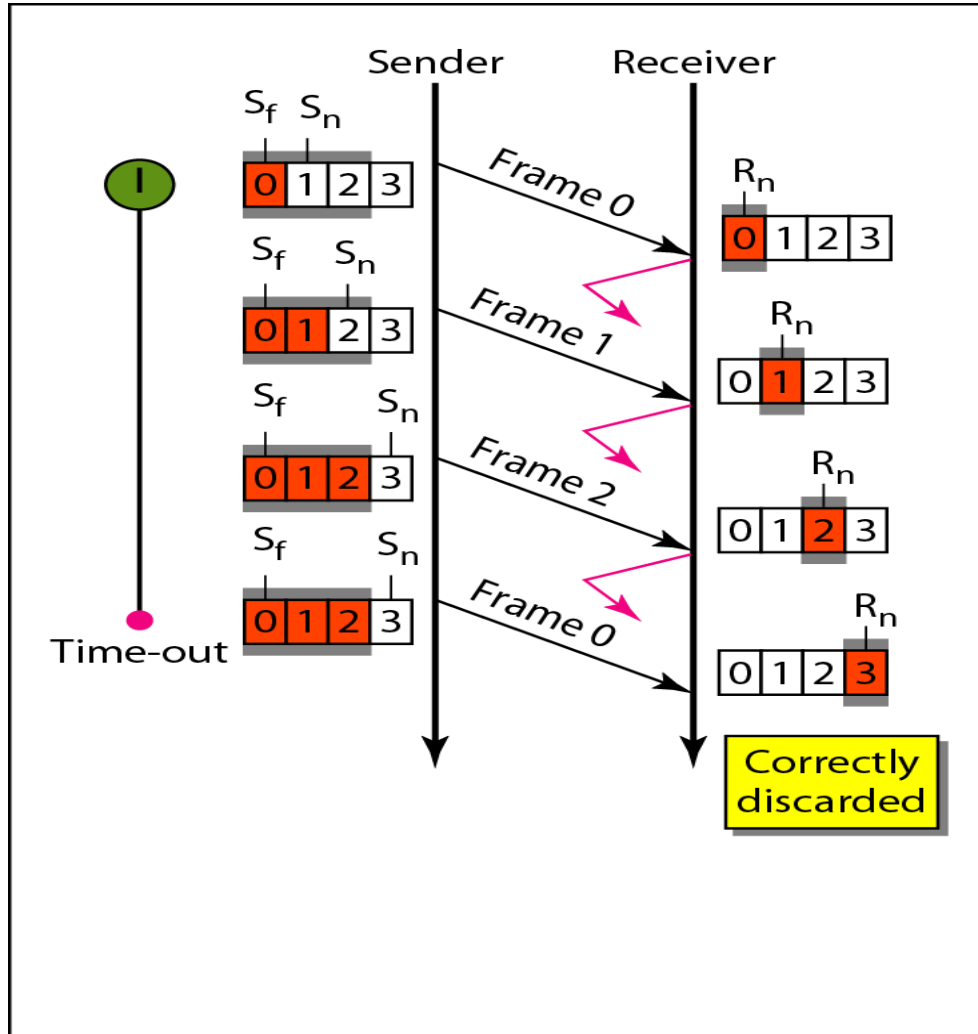 Sender
Receiver
Sf Sn
I
0 1 2 3
Frame 0
Rn
0 1 2 3
Sf Sn
0 1 2 3
Frame 1
Rn
0 1 2 3
Sf Sn
0 1 2 3
Frame 2
Rn
0 1 2 3
Sf Sn
0 1 2 3
Frame 0
Time-out
Rn
0 1 2 3
Correctly
discarded